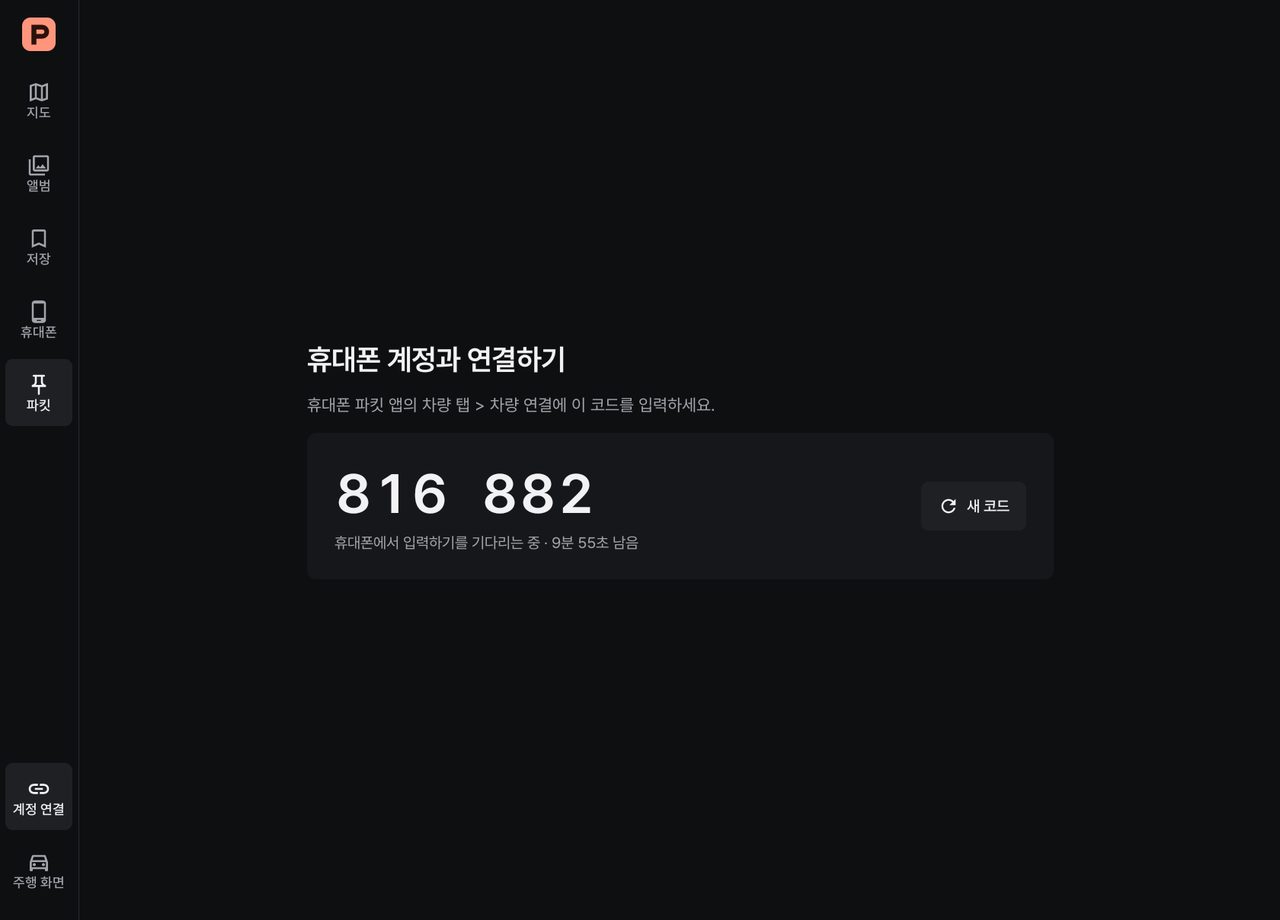 P
지도
앨범
저장
휴대폰
파킷
계정 연결
주행 화면
휴대폰 계정과 연결하기
휴대폰 파킷 앱의 차량 탭 > 차량 연결에 이 코드를 입력하세요.
816 882
휴대폰에서 입력하기를 기다리는 중 · 9분 55초 남음
새 코드